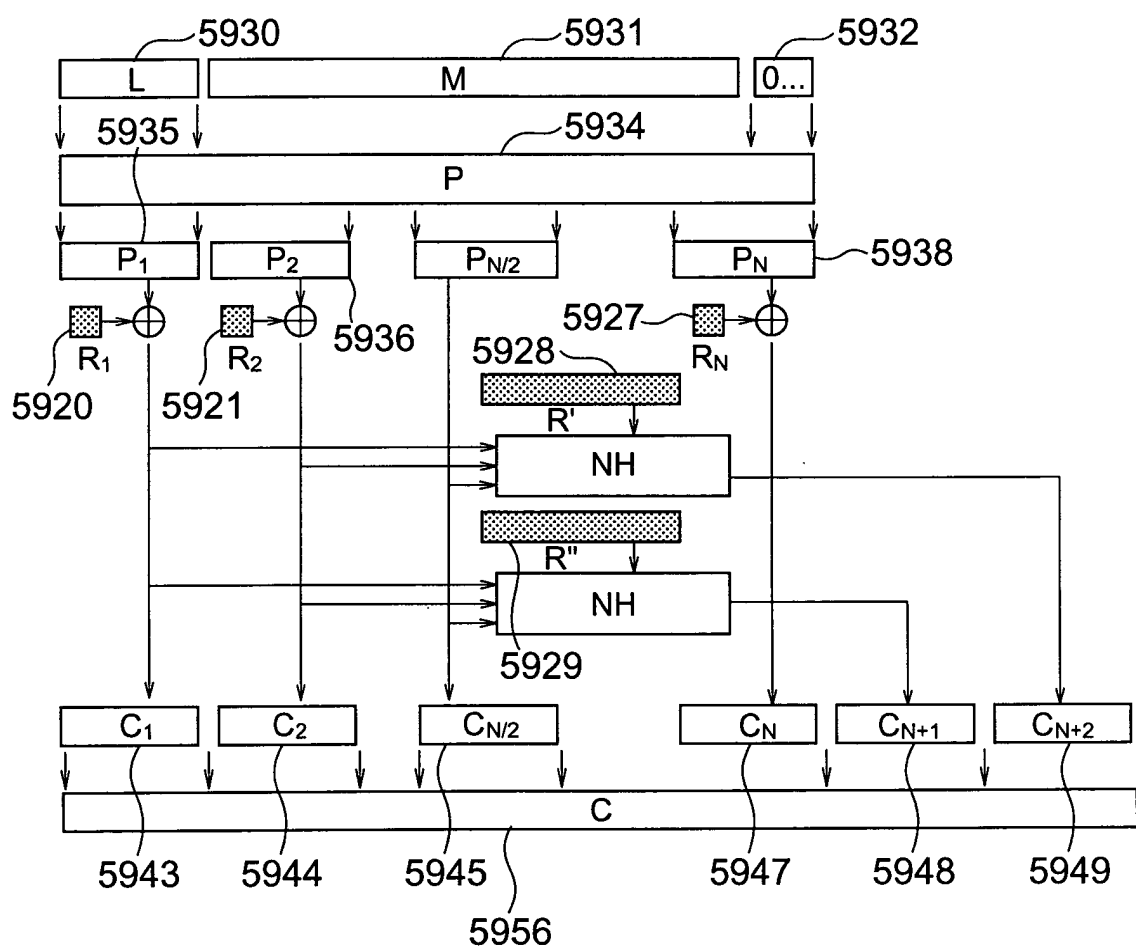 5930 5931 5932
L M 0...
5935 5934
P
P1 P2 PN/2 PN 5938
5927 5936
R1 R2 5928 RN
5920 5921 R'
NH
R"
NH
5929
C1 C2 CN/2 CN CN+1 CN+2
C
5943 5944 5945 5947 5948 5949
5956